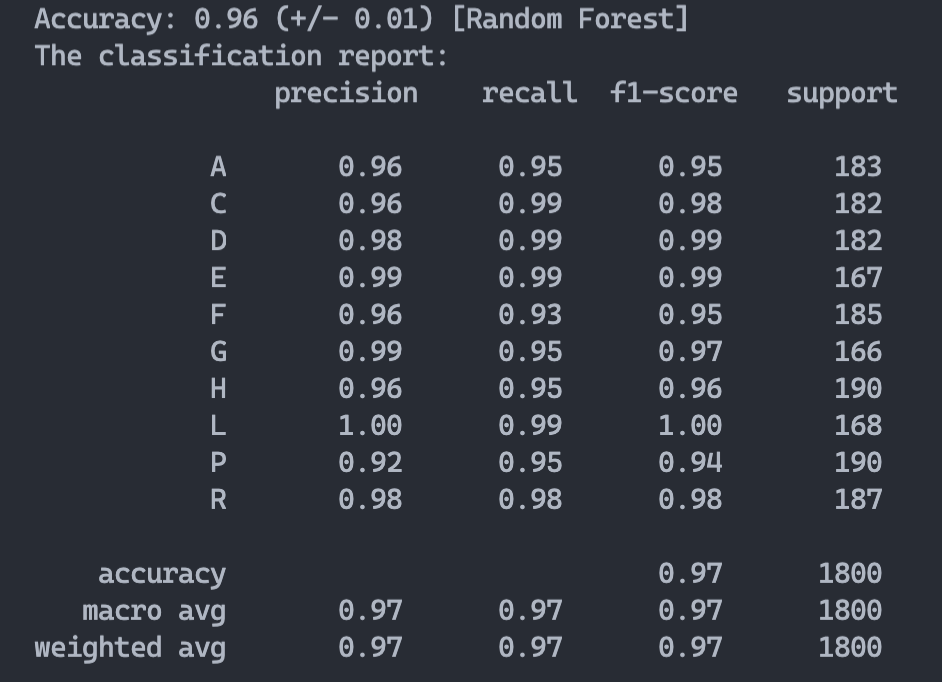 Accuracy: 0.96 (+/- 0.01) [Random Forest]
The classification report:
precision recall f1-score support
A 0.96 0.95 0.95 183
C 0.96 0.99 0.98 182
D 0.98 0.99 0.99 182
E 0.99 0.99 0.99 167
F 0.96 0.93 0.95 185
G 0.99 0.95 0.97 166
H 0.96 0.95 0.96 190
L 1.00 0.99 1.00 168
P 0.92 0.95 0.94 190
R 0.98 0.98 0.98 187
accuracy 0.97 1800
macro avg 0.97 0.97 0.97 1800
weighted avg 0.97 0.97 0.97 1800